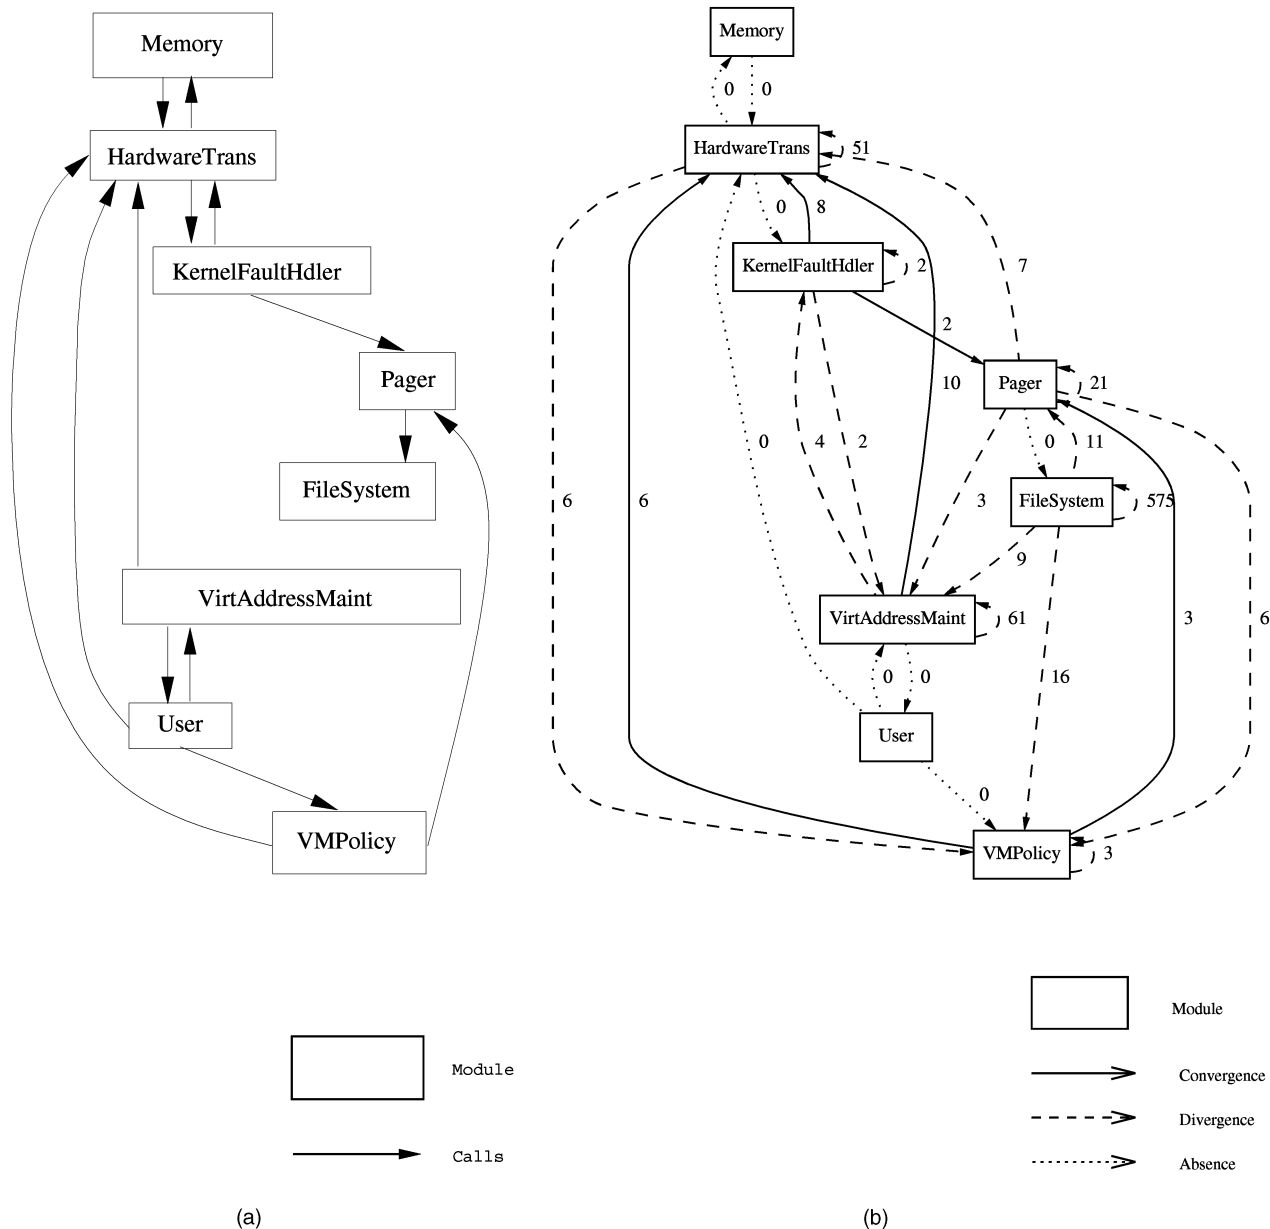 Memory
HardwareTrans
KernelFaultHdler
Pager
FileSystem
VirtAddressMaint
User
VMPolicy
Module
Calls
(a)
Memory
0 0
HardwareTrans 51
0 8
7
KernelFaultHdler 2
2
10
Pager 21
0 4 2 0 11
6 6 3 FileSystem 575
9
VirtAddressMaint 61
3 6
0 0 16
User
0
VMPolicy 3
Module
Convergence
Divergence
Absence
(b)